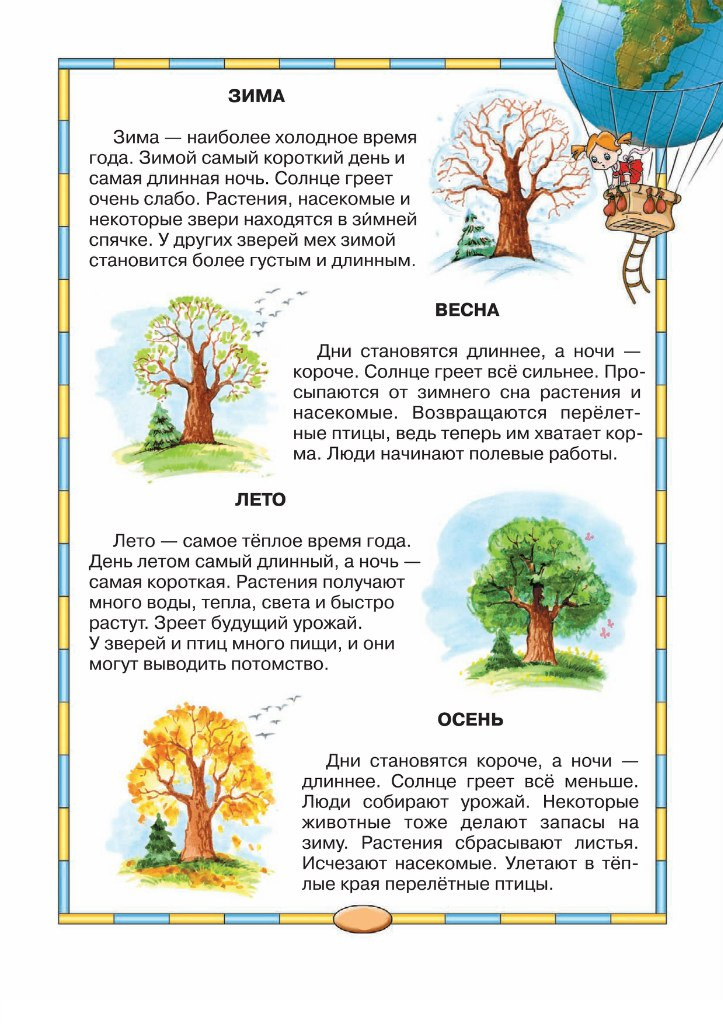 ЗИМА
Зима — наиболее холодное время
года. Зимой самый короткий день и
самая длинная ночь. Солнце греет
очень слабо. Растения, насекомые и
некоторые звери находятся в зи́мней
спячке. У других зверей мех зимой
становится более густым и длинным.
ВЕСНА
Дни становятся длиннее, а ночи —
короче. Солнце греет всё сильнее. Про-
сыпаются от зимнего сна растения и
насекомые. Возвращаются перёлет-
ные птицы, ведь теперь им хватает кор-
ма. Люди начинают полевые работы.
ЛЕТО
Лето — самое тёплое время года.
День летом самый длинный, а ночь —
самая короткая. Растения получают
много воды, тепла, света и быстро
растут. Зреет будущий урожай.
У зверей и птиц много пищи, и они
могут выводить потомство.
ОСЕНЬ
Дни становятся короче, а ночи —
длиннее. Солнце греет всё меньше.
Люди собирают урожай. Некоторые
животные тоже делают запасы на
зиму. Растения сбрасывают листья.
Исчезают насекомые. Улетают в тёп-
лые края перелётные птицы.